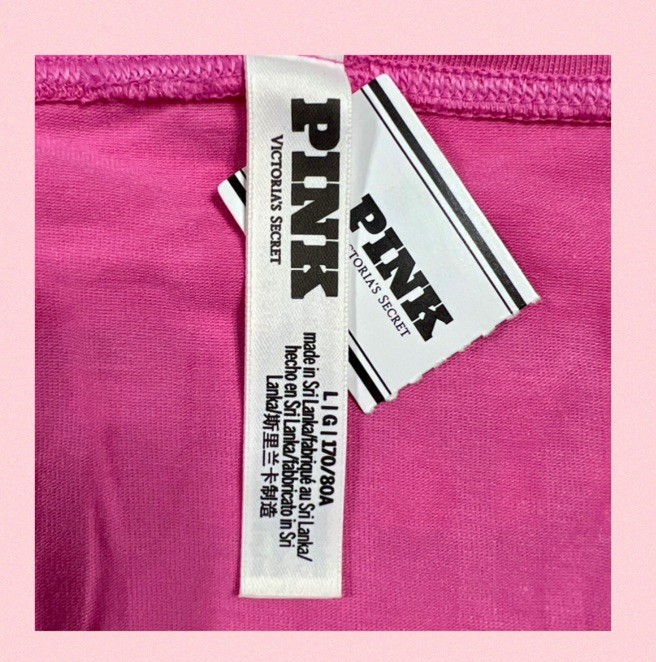 PINK
VICTORIA'S SECRET
L | G | 170/80A
made in Sri Lanka/fabriqué au Sri Lanka/
hecho en Sri Lanka/fabbricato in Sri
Lanka/斯里兰卡制造
PINK
VICTORIA'S SECRET